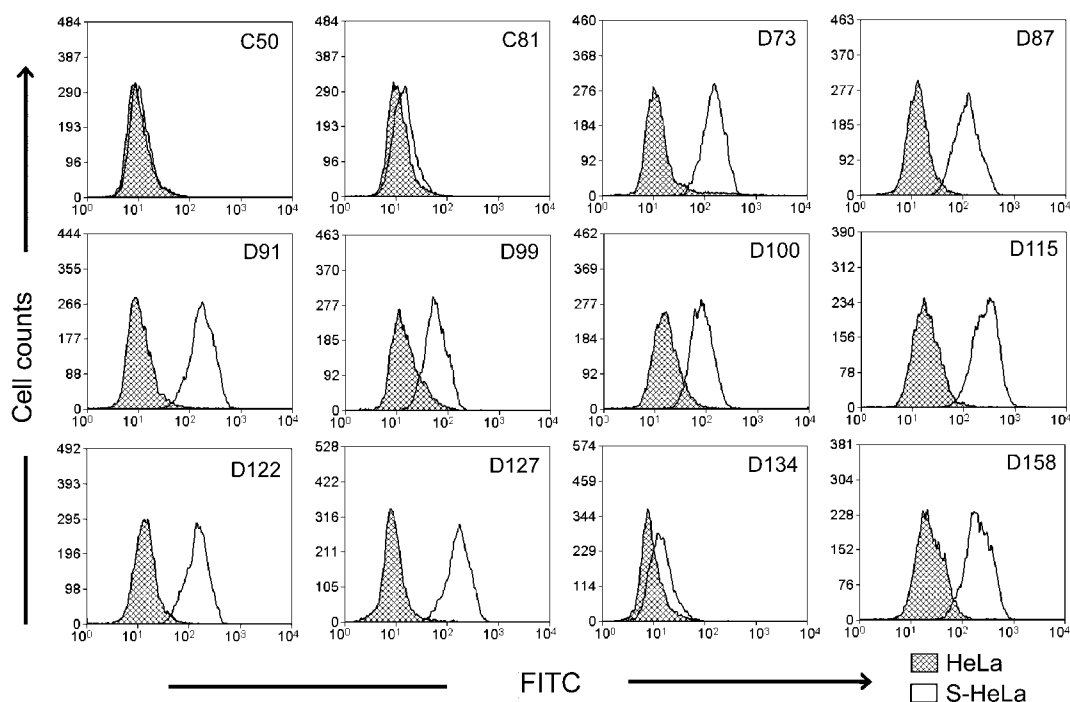 C50
484
387
290
193
96
0
10⁰ 10¹ 10² 10³ 10⁴
C81
484
387
290
193
96
0
10⁰ 10¹ 10² 10³ 10⁴
D73
460
368
276
184
92
0
10⁰ 10¹ 10² 10³ 10⁴
D87
463
370
277
185
92
0
10⁰ 10¹ 10² 10³ 10⁴
D91
444
355
266
177
88
0
10⁰ 10¹ 10² 10³ 10⁴
D99
463
370
277
185
92
0
10⁰ 10¹ 10² 10³ 10⁴
D100
461
369
277
184
92
0
10⁰ 10¹ 10² 10³ 10⁴
D115
390
312
234
156
78
0
10⁰ 10¹ 10² 10³ 10⁴
D122
492
393
295
196
98
0
10⁰ 10¹ 10² 10³ 10⁴
D127
528
422
316
211
105
0
10⁰ 10¹ 10² 10³ 10⁴
D134
574
459
344
229
114
0
10⁰ 10¹ 10² 10³ 10⁴
D158
381
304
228
152
76
0
10⁰ 10¹ 10² 10³ 10⁴
Cell counts
FITC
HeLa
S-HeLa